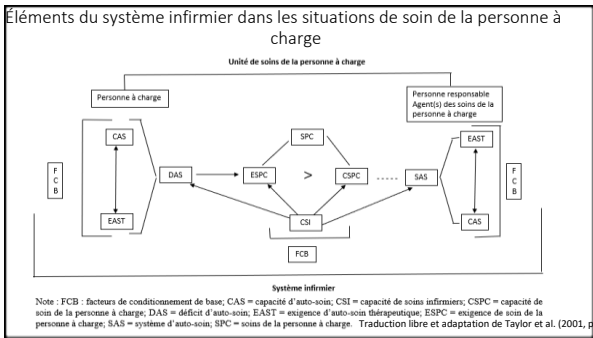 Éléments du système infirmier dans les situations de soin de la personne à
charge
Unité de soins de la personne à charge
Personne à charge
Personne responsable
Agent(s) des soins de la
personne à charge
CAS
SPC
EAST
F
C
B
DAS
ESPC
>
CSPC
SAS
F
C
B
EAST
CSI
CAS
FCB
Système infirmier
Note : FCB : facteurs de conditionnement de base; CAS = capacité d'auto-soin; CSI = capacité de soins infirmiers; CSPC = capacité de
soin de la personne à charge; DAS = déficit d'auto-soin; EAST = exigence d'auto-soin thérapeutique; ESPC = exigence de soin de la
personne à charge; SAS = système d'auto-soin; SPC = soins de la personne à charge. Traduction libre et adaptation de Taylor et al. (2001, p